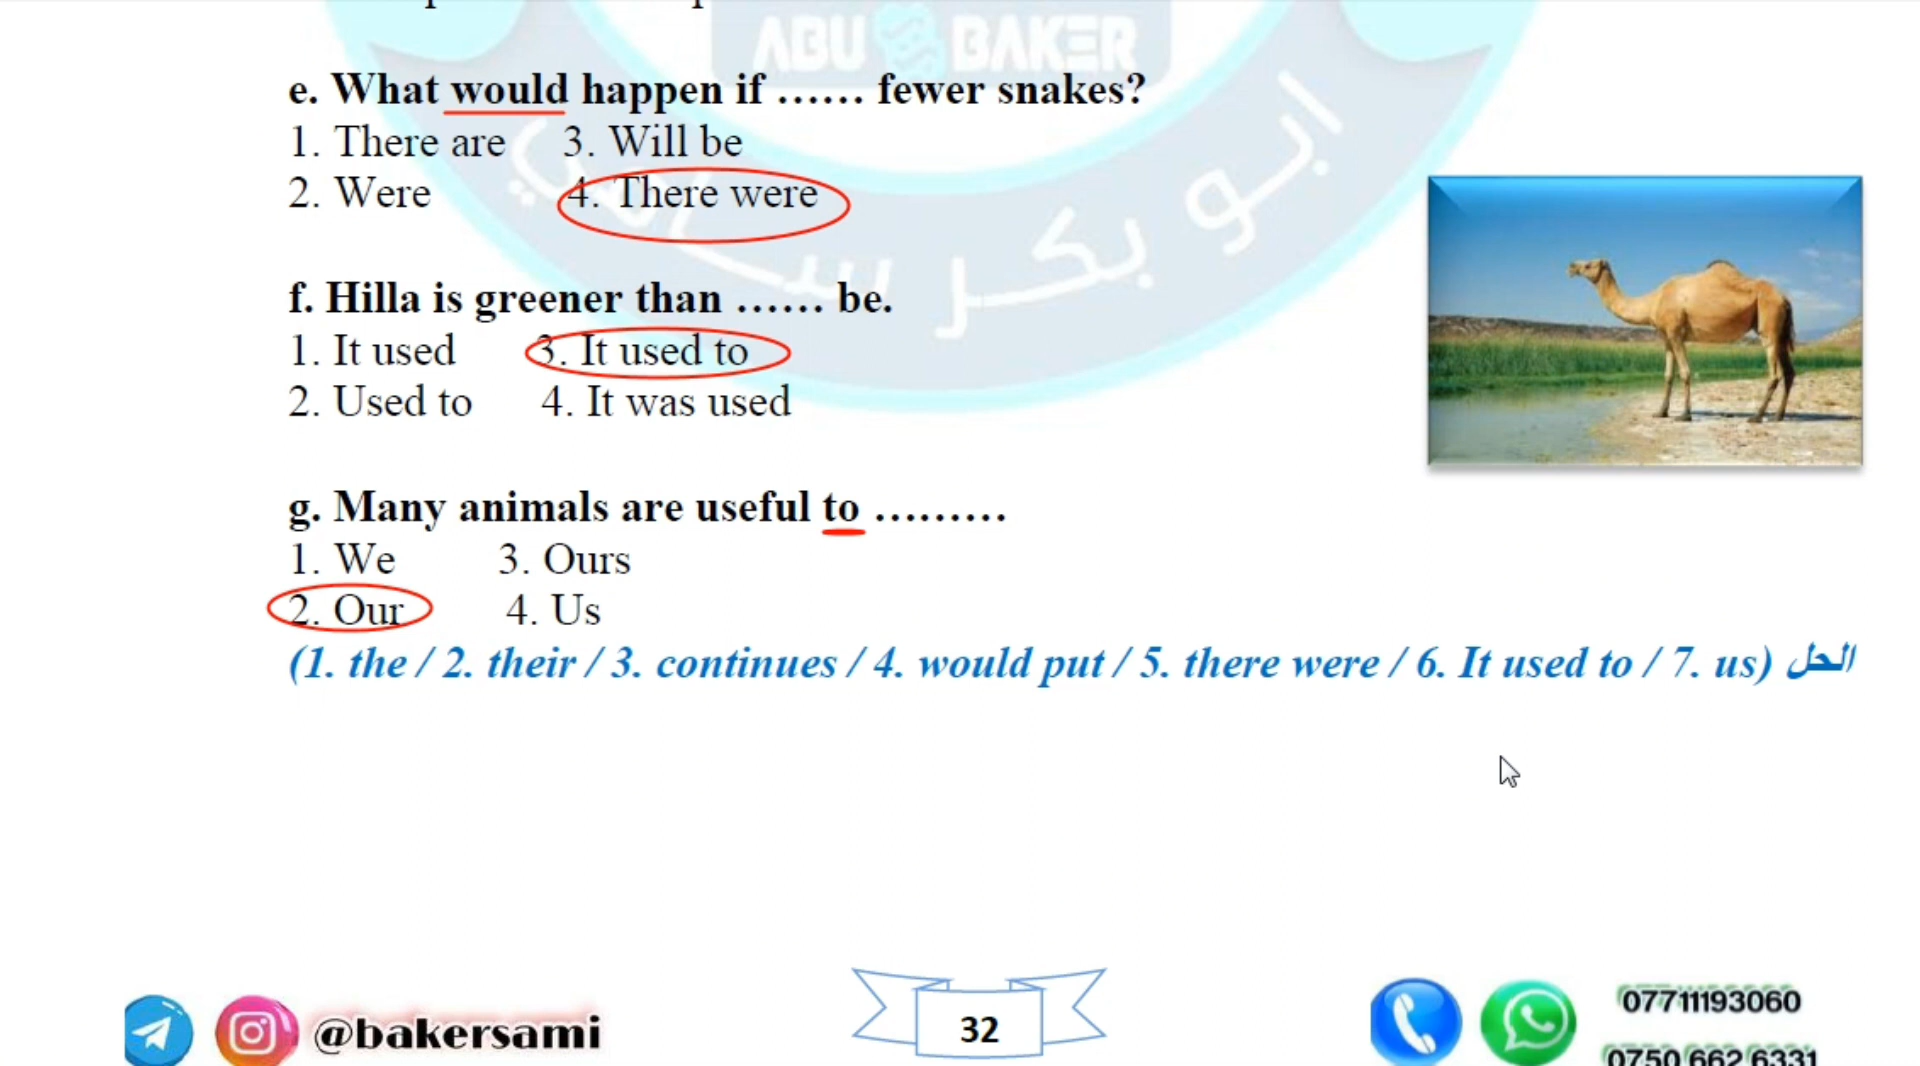 ABU BAKER
ابو بكر سامي
e. What would happen if ...... fewer snakes?
1. There are 3. Will be
2. Were 4. There were
f. Hilla is greener than ...... be.
1. It used 3. It used to
2. Used to 4. It was used
g. Many animals are useful to .........
1. We 3. Ours
2. Our 4. Us
(1. the / 2. their / 3. continues / 4. would put / 5. there were / 6. It used to / 7. us) الحل
@bakersami
32
07711193060
0750 662 6331